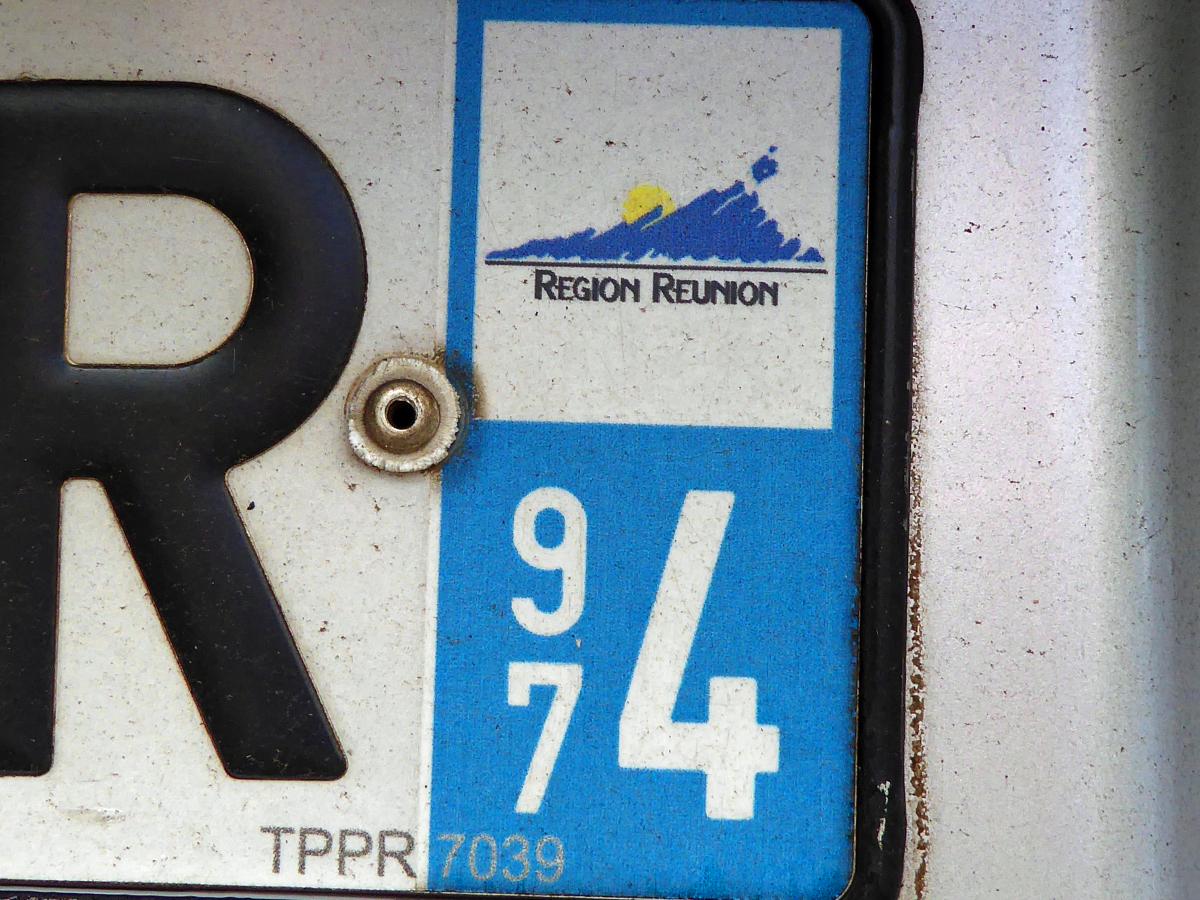 R
REGION REUNION
974
TPPR 7039